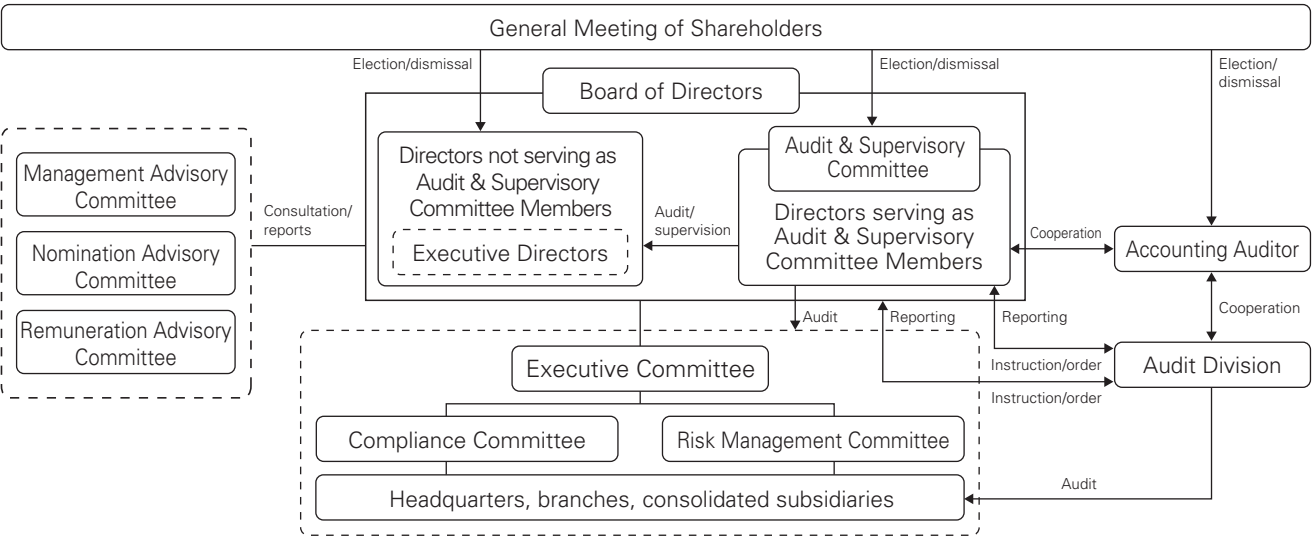 General Meeting of Shareholders
Election/dismissal
Election/dismissal
Election/
dismissal
Board of Directors
Management Advisory
Committee
Nomination Advisory
Committee
Remuneration Advisory
Committee
Consultation/
reports
Directors not serving as
Audit & Supervisory
Committee Members
Executive Directors
Audit/
supervision
Audit & Supervisory
Committee
Directors serving as
Audit & Supervisory
Committee Members
Cooperation
Accounting Auditor
Cooperation
Audit
Reporting
Reporting
Instruction/order
Instruction/order
Audit Division
Executive Committee
Compliance Committee
Risk Management Committee
Headquarters, branches, consolidated subsidiaries
Audit